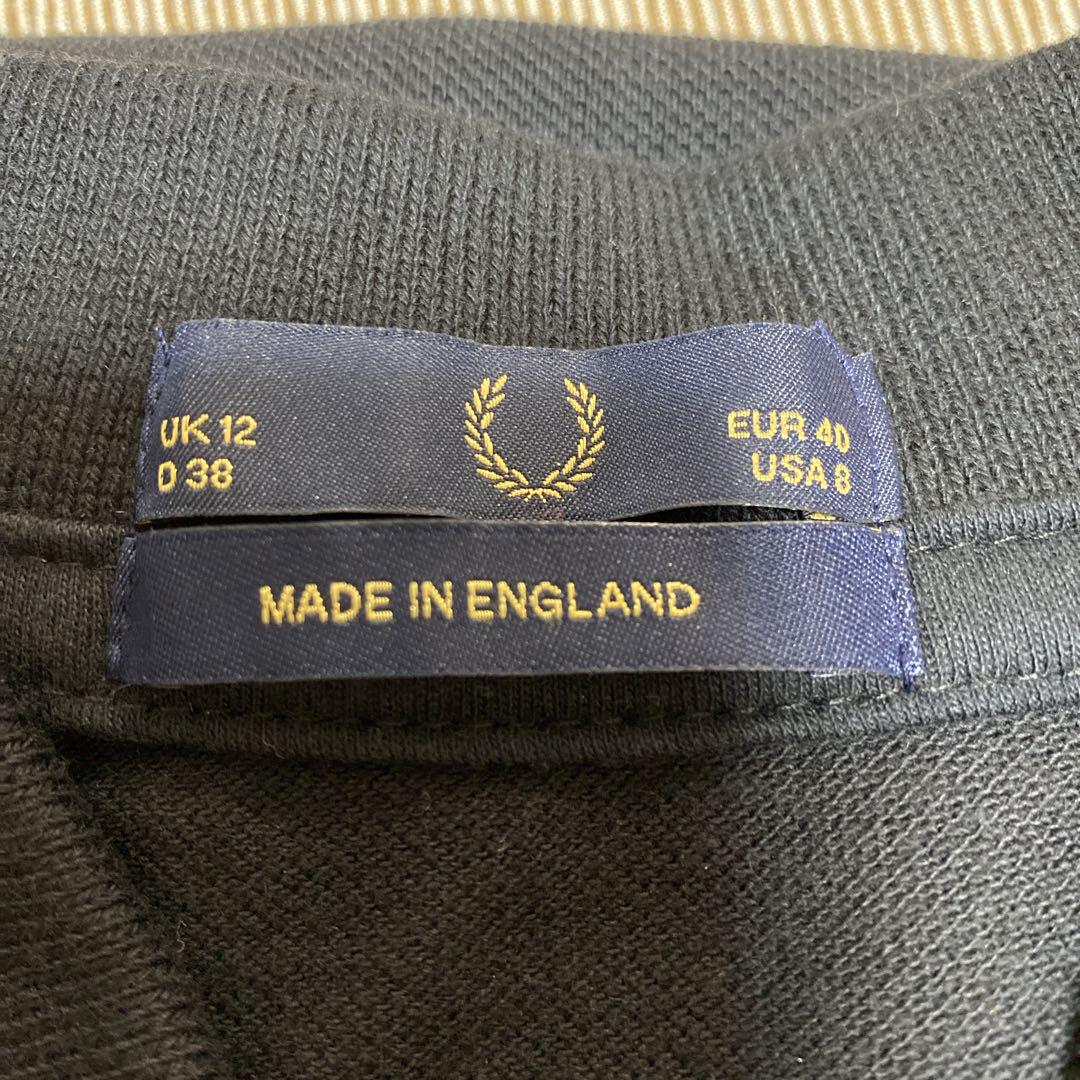 UK 12
D 38
EUR 40
USA 8
MADE IN ENGLAND